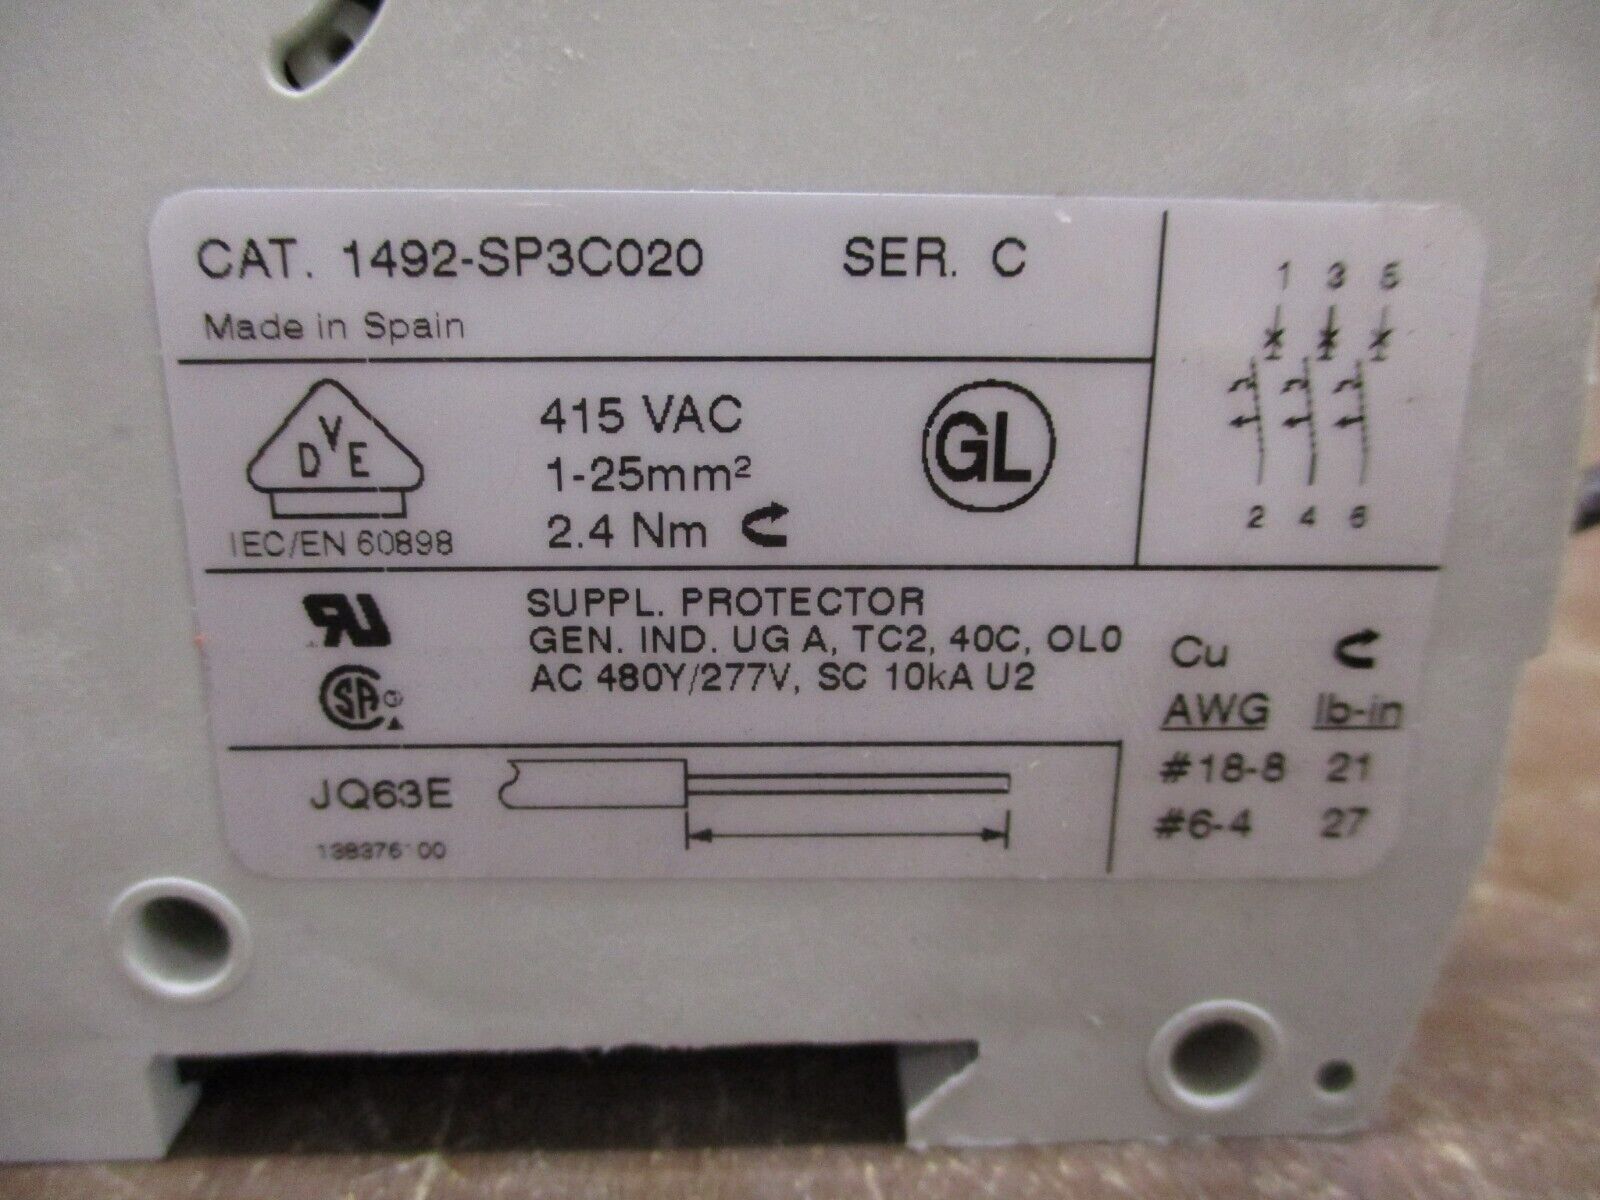 CAT. 1492-SP3C020 SER. C
Made in Spain
1 3 5
2 4 6
DVE
IEC/EN 60898
415 VAC
1-25mm²
2.4 Nm
GL
RU
SUPPL. PROTECTOR
GEN. IND. UG A, TC2, 40C, OL0
AC 480Y/277V, SC 10kA U2
SA
Cu
AWG lb-in
#18-8 21
#6-4 27
JQ63E